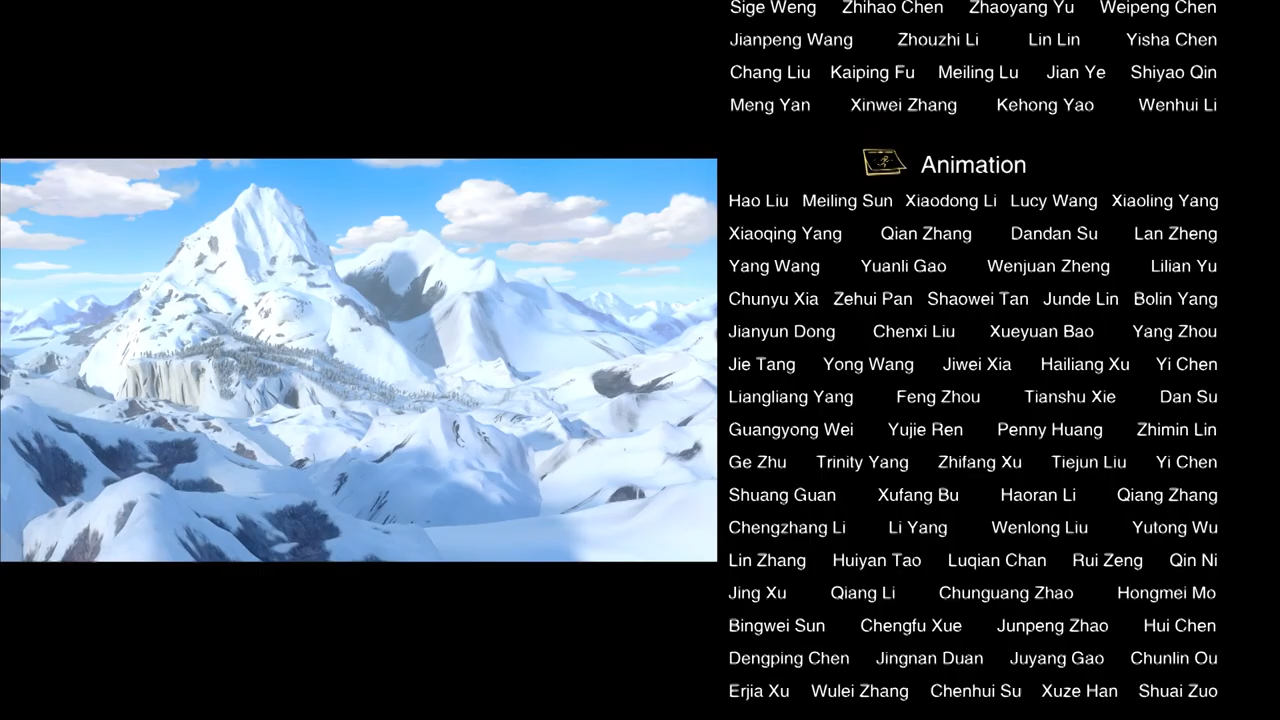 Sige Weng Zhihao Chen Zhaoyang Yu Weipeng Chen
Jianpeng Wang Zhouzhi Li Lin Lin Yisha Chen
Chang Liu Kaiping Fu Meiling Lu Jian Ye Shiyao Qin
Meng Yan Xinwei Zhang Kehong Yao Wenhui Li
Animation
Hao Liu Meiling Sun Xiaodong Li Lucy Wang Xiaoling Yang
Xiaoqing Yang Qian Zhang Dandan Su Lan Zheng
Yang Wang Yuanli Gao Wenjuan Zheng Lilian Yu
Chunyu Xia Zehui Pan Shaowei Tan Junde Lin Bolin Yang
Jianyun Dong Chenxi Liu Xueyuan Bao Yang Zhou
Jie Tang Yong Wang Jiwei Xia Hailiang Xu Yi Chen
Liangliang Yang Feng Zhou Tianshu Xie Dan Su
Guangyong Wei Yujie Ren Penny Huang Zhimin Lin
Ge Zhu Trinity Yang Zhifang Xu Tiejun Liu Yi Chen
Shuang Guan Xufang Bu Haoran Li Qiang Zhang
Chengzhang Li Li Yang Wenlong Liu Yutong Wu
Lin Zhang Huiyan Tao Luqian Chan Rui Zeng Qin Ni
Jing Xu Qiang Li Chunguang Zhao Hongmei Mo
Bingwei Sun Chengfu Xue Junpeng Zhao Hui Chen
Dengping Chen Jingnan Duan Juyang Gao Chunlin Ou
Erjia Xu Wulei Zhang Chenhui Su Xuze Han Shuai Zuo